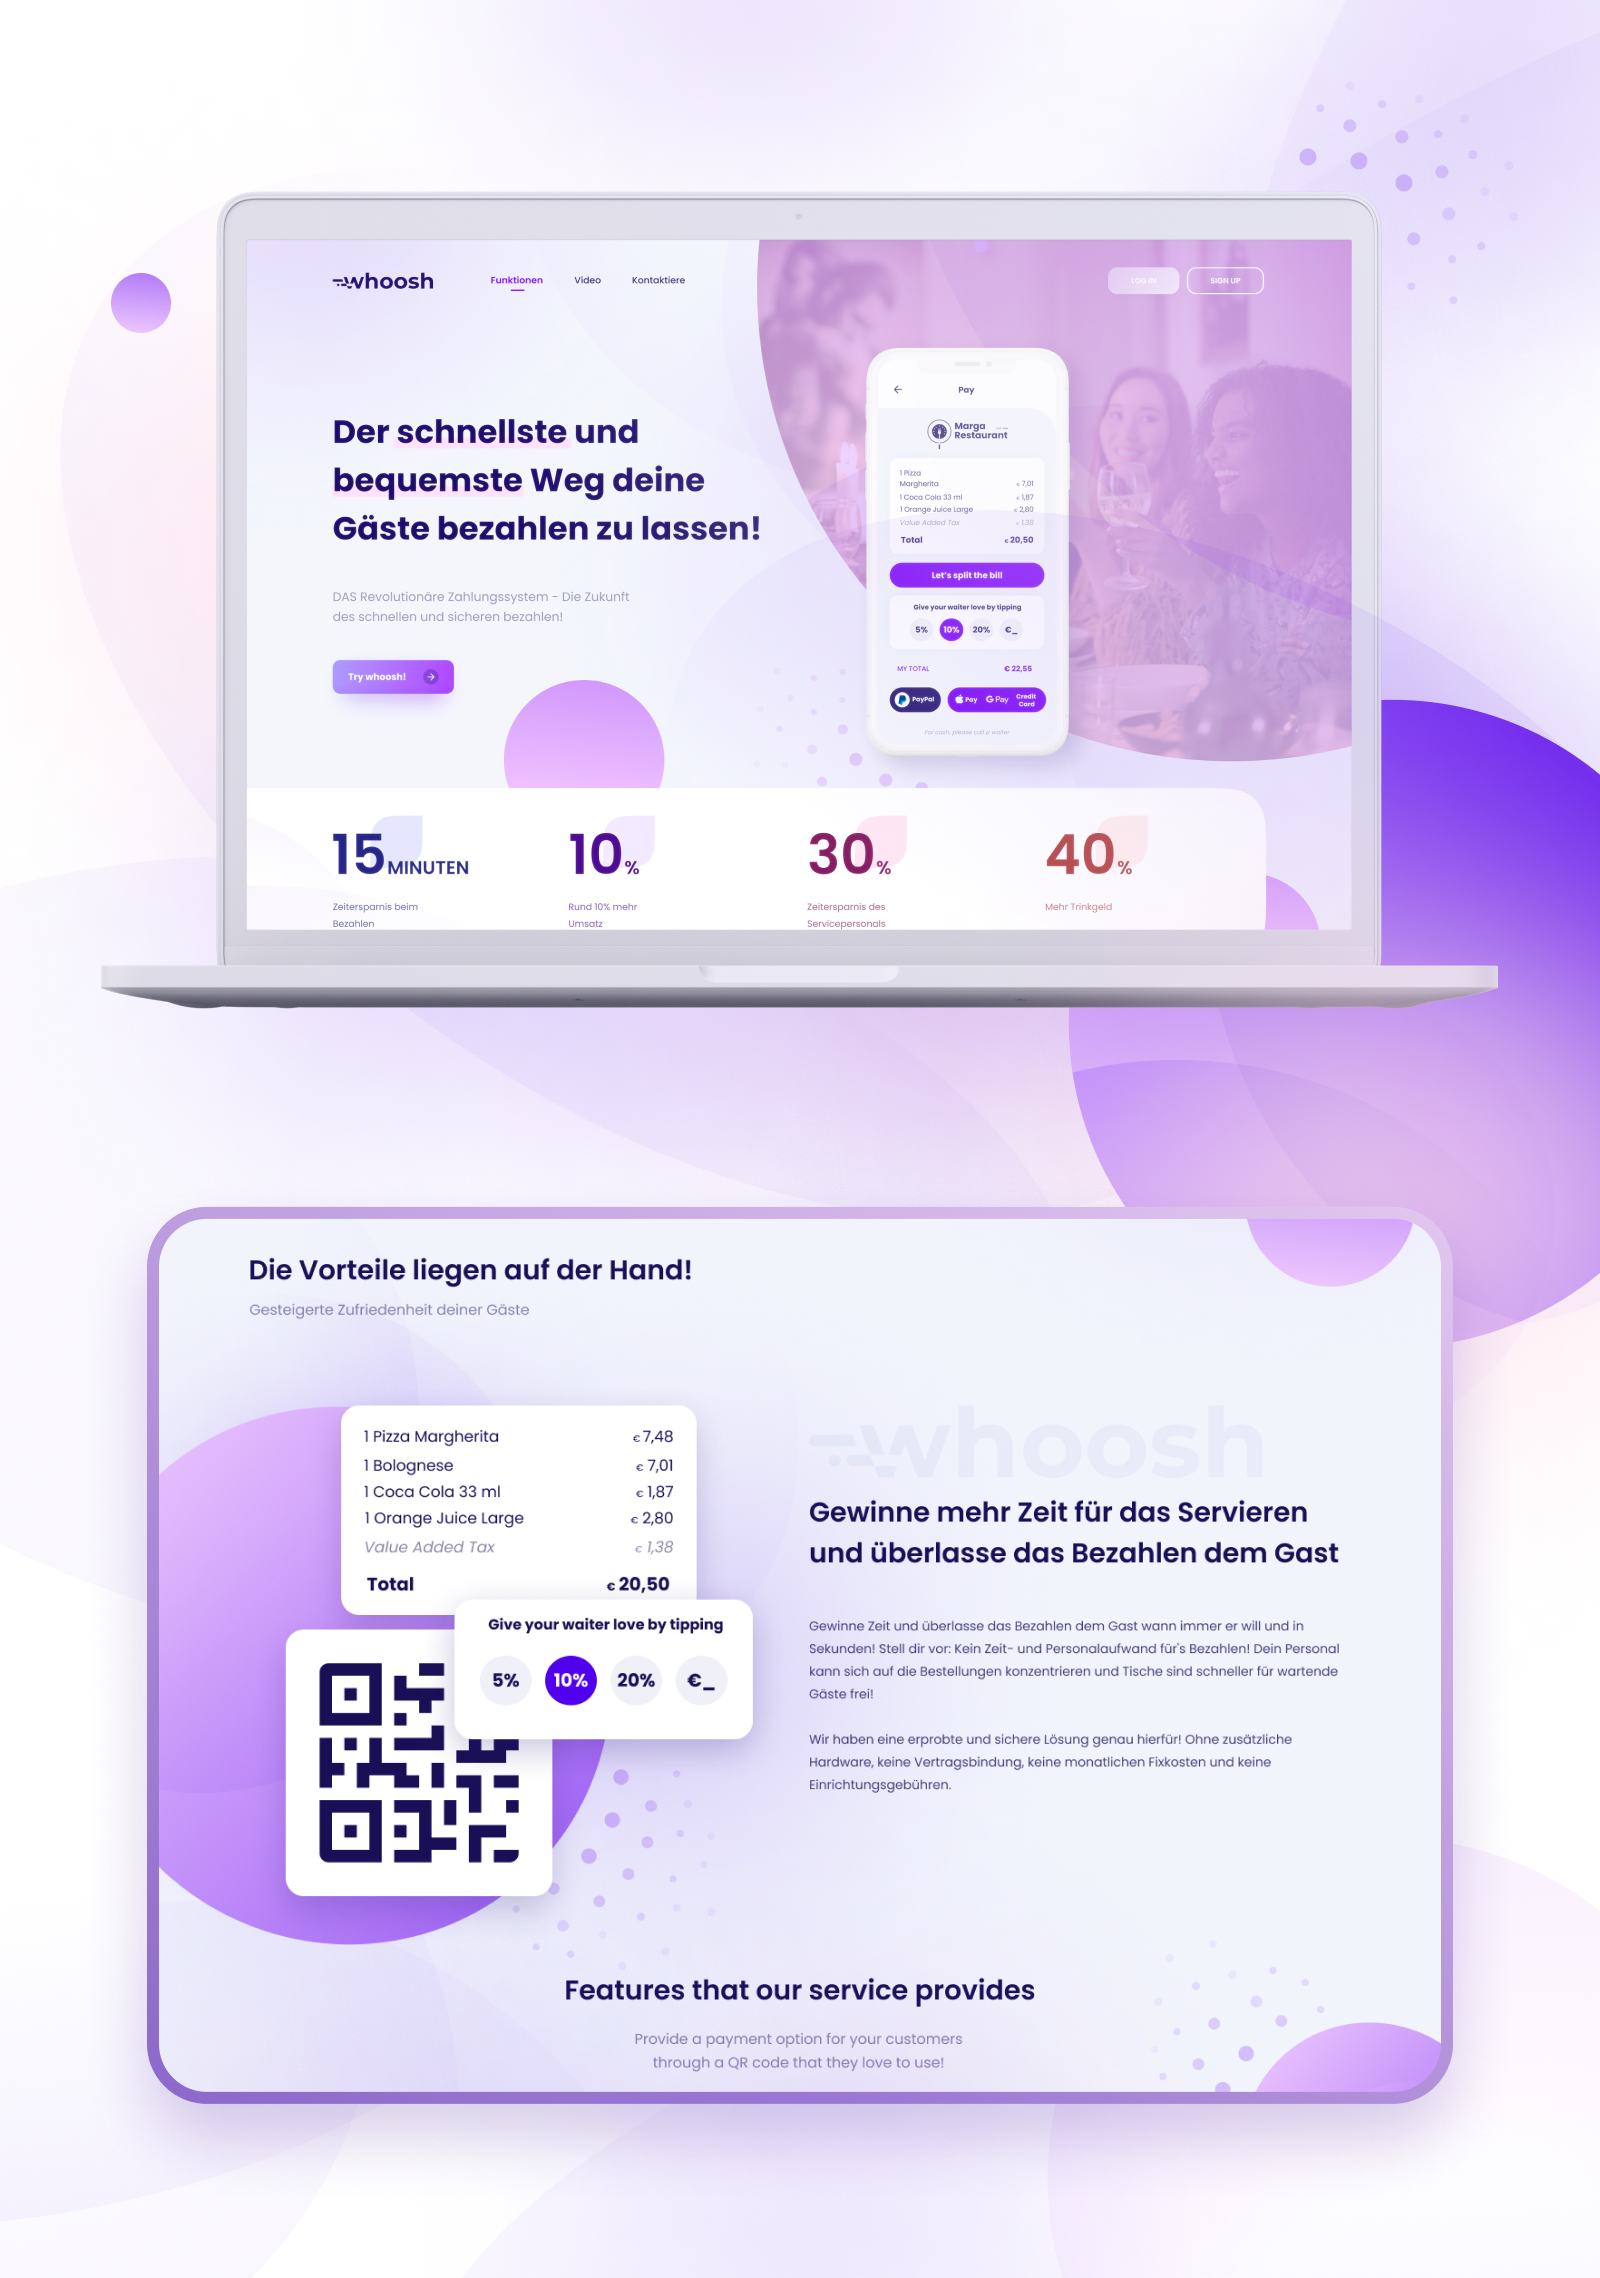 whoosh
Funktionen
Video
Kontaktiere
LOG IN
SIGN UP
Der schnellste und
bequemste Weg deine
Gäste bezahlen zu lassen!
DAS Revolutionäre Zahlungssystem - Die Zukunft
des schnellen und sicheren bezahlen!
Try whoosh!
Pay
Marga
Restaurant
1 Pizza
Margherita € 7,01
1 Coca Cola 33 ml € 1,87
1 Orange Juice Large € 2,80
Value Added Tax € 1,38
Total € 20,50
Let's split the bill
Give your waiter love by tipping
5% 10% 20% €_
MY TOTAL € 22,55
PayPal
Pay
G Pay
Credit
Card
For cash, please call a waiter
15 MINUTEN
Zeitersparnis beim
Bezahlen
10%
Rund 10% mehr
Umsatz
30%
Zeitersparnis des
Servicepersonals
40%
Mehr Trinkgeld
Die Vorteile liegen auf der Hand!
Gesteigerte Zufriedenheit deiner Gäste
1 Pizza Margherita € 7,48
1 Bolognese € 7,01
1 Coca Cola 33 ml € 1,87
1 Orange Juice Large € 2,80
Value Added Tax € 1,38
Total € 20,50
Give your waiter love by tipping
5% 10% 20% €_
whoosh
Gewinne mehr Zeit für das Servieren
und überlasse das Bezahlen dem Gast
Gewinne Zeit und überlasse das Bezahlen dem Gast wann immer er will und in
Sekunden! Stell dir vor: Kein Zeit- und Personalaufwand für's Bezahlen! Dein Personal
kann sich auf die Bestellungen konzentrieren und Tische sind schneller für wartende
Gäste frei!
Wir haben eine erprobte und sichere Lösung genau hierfür! Ohne zusätzliche
Hardware, keine Vertragsbindung, keine monatlichen Fixkosten und keine
Einrichtungsgebühren.
Features that our service provides
Provide a payment option for your customers
through a QR code that they love to use!